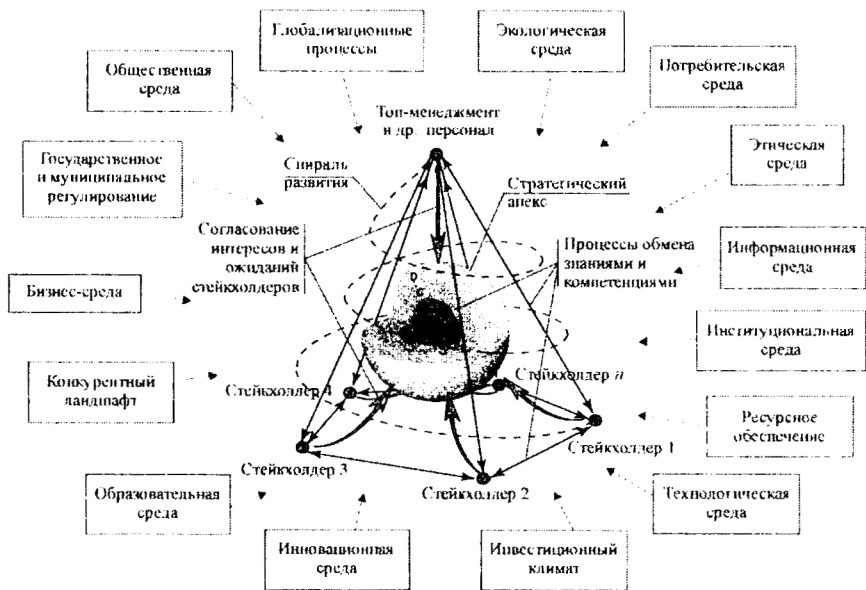 Глобализационные
процессы
Экологическая
среда
Общественная
среда
Потребительская
среда
Топ-менеджмент
и др. персонал
Государственное
и муниципальное
регулирование
Этическая
среда
Спираль
развития
Стратегический
апекс
Согласование
интересов и
ожиданий
стейкхолдеров
Процессы обмена
знаниями и
компетенциями
Информационная
среда
Бизнес-среда
Институциональная
среда
Конкурентный
ландшафт
Стейкхолдер 4
Стейкхолдер n
Ресурсное
обеспечение
Стейкхолдер 1
Стейкхолдер 3
Стейкхолдер 2
Образовательная
среда
Технологическая
среда
Инновационная
среда
Инвестиционный
климат